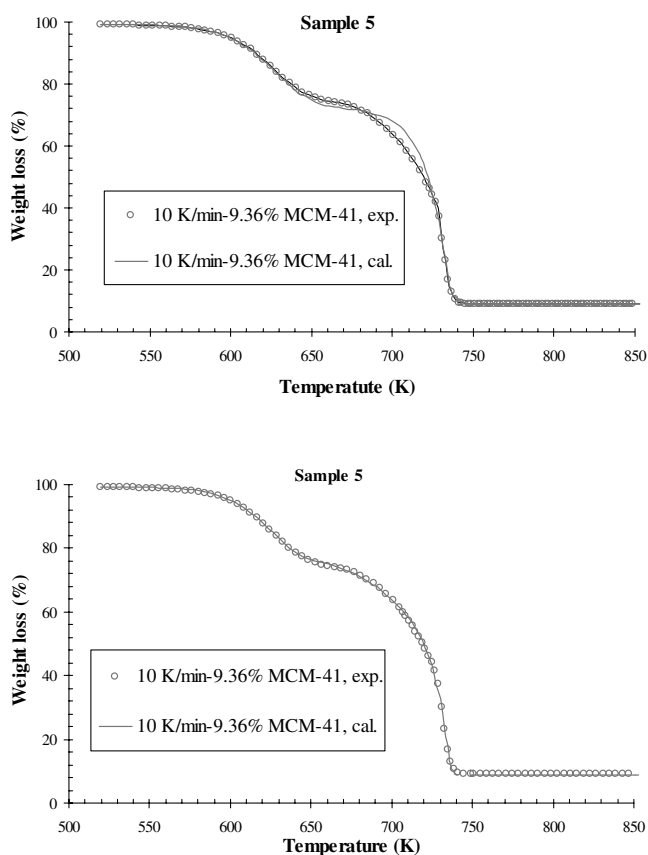 Sample 5
100
80
60
40
20
0
Weight loss (%)
10 K/min-9.36% MCM-41, exp.
10 K/min-9.36% MCM-41, cal.
500 550 600 650 700 750 800 850
Temperatute (K)
Sample 5
100
80
60
40
20
0
Weight loss (%)
10 K/min-9.36% MCM-41, exp.
10 K/min-9.36% MCM-41, cal.
500 550 600 650 700 750 800 850
Temperature (K)